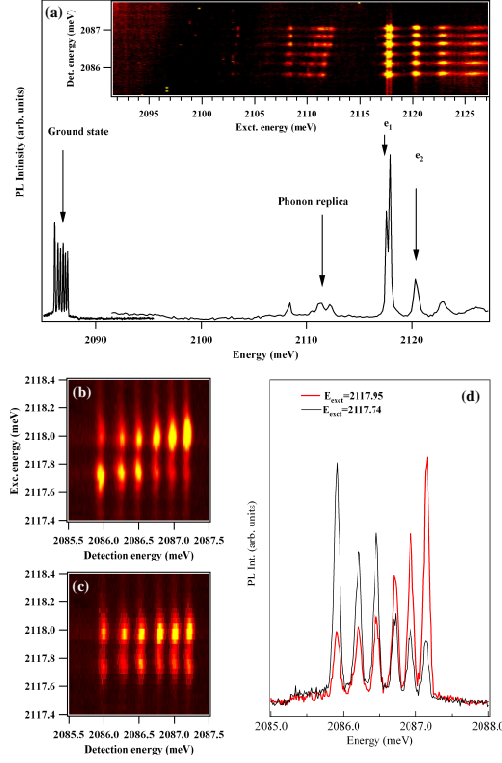 (a)
Det. energy (meV)
2087
2086
2095 2100 2105 2110 2115 2120 2125
Exct. energy (meV)
PL Ininsity (arb. units)
Ground state
Phonon replica
e1
e2
2090 2100 2110 2120
Energy (meV)
(b)
Exc. energy (meV)
2118.4
2118.2
2118.0
2117.8
2117.6
2117.4
2085.5 2086.0 2086.5 2087.0 2087.5
Detection energy (meV)
(c)
2118.4
2118.2
2118.0
2117.8
2117.6
2117.4
2085.5 2086.0 2086.5 2087.0 2087.5
Detection energy (meV)
(d)
Eexct=2117.95
Eexct=2117.74
PL Int. (arb. units)
2085.0 2086.0 2087.0 2088.0
Energy (meV)